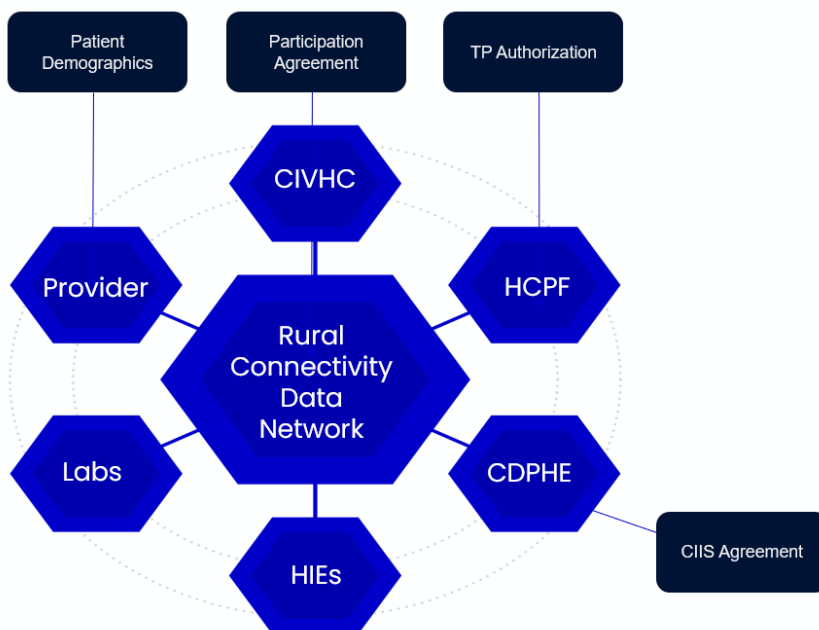 Patient
Demographics
Participation
Agreement
TP Authorization
CIVHC
Provider
HCPF
Rural
Connectivity
Data
Network
Labs
CDPHE
HIEs
CIIS Agreement